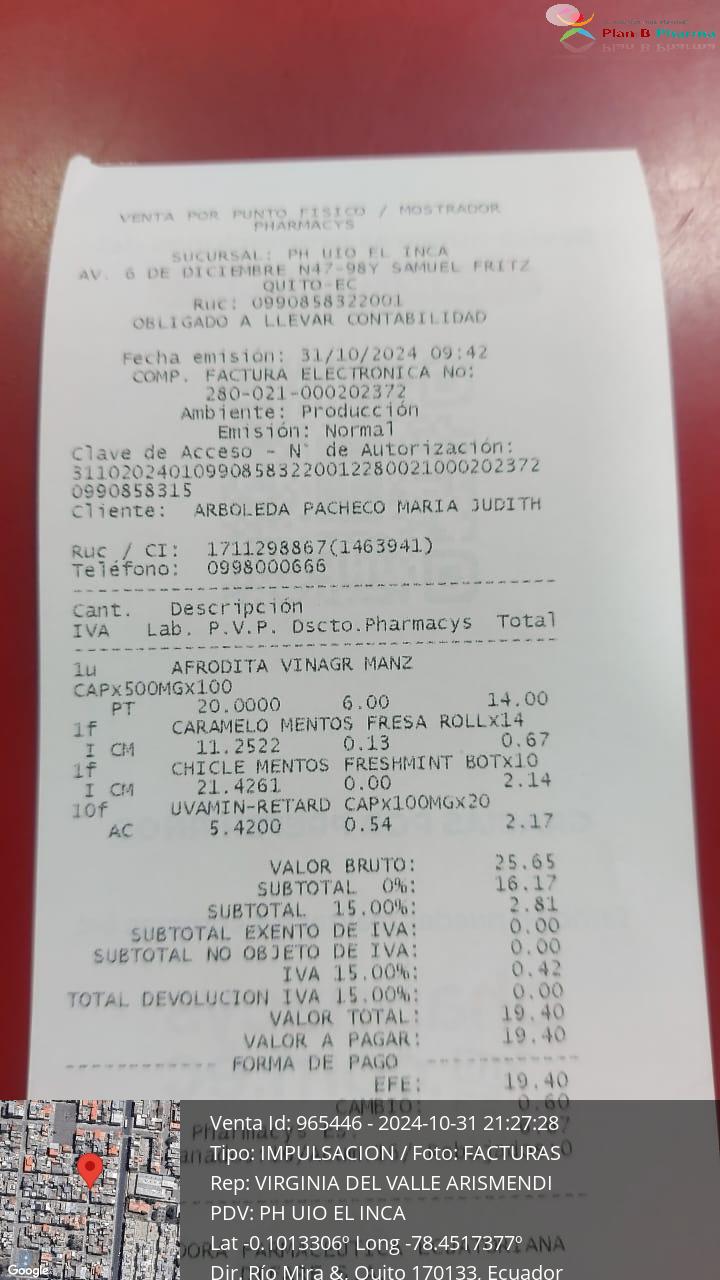 Plan B Pharma
VENTA POR PUNTO FISICO / MOSTRADOR
PHARMACYS
SUCURSAL: PH UIO EL INCA
AV. 6 DE DICIEMBRE N47-98Y SAMUEL FRITZ
QUITO-EC
Ruc: 0990858322001
OBLIGADO A LLEVAR CONTABILIDAD
Fecha emisión: 31/10/2024 09:42
COMP. FACTURA ELECTRONICA No:
280-021-000202372
Ambiente: Producción
Emisión: Normal
Clave de Acceso - N° de Autorización:
311020240109908583220012280021000202372
0990858315
Cliente: ARBOLEDA PACHECO MARIA JUDITH
Ruc / CI: 1711298867(1463941)
Teléfono: 0998000666
Cant. Descripción
IVA Lab. P.V.P. Dscto.Pharmacys Total
1u AFRODITA VINAGR MANZ
CAPx500MGx100
PT 20.0000 6.00 14.00
1f CARAMELO MENTOS FRESA ROLLx14
I CM 11.2522 0.13 0.67
1f CHICLE MENTOS FRESHMINT BOTx10
I CM 21.4261 0.00 2.14
10f UVAMIN-RETARD CAPx100MGx20
AC 5.4200 0.54 2.17
VALOR BRUTO: 25.65
SUBTOTAL 0%: 16.17
SUBTOTAL 15.00%: 2.81
SUBTOTAL EXENTO DE IVA: 0.00
SUBTOTAL NO OBJETO DE IVA: 0.00
IVA 15.00%: 0.42
TOTAL DEVOLUCION IVA 15.00%: 0.00
VALOR TOTAL: 19.40
VALOR A PAGAR: 19.40
FORMA DE PAGO
EFE: 19.40
CAMBIO: 0.60
Pharmacys
Venta Id: 965446 - 2024-10-31 21:27:28
Tipo: IMPULSACION / Foto: FACTURAS
Rep: VIRGINIA DEL VALLE ARISMENDI
PDV: PH UIO EL INCA
Lat -0.1013306º Long -78.4517377º
Dir. Río Mira &, Quito 170133, Ecuador
Google